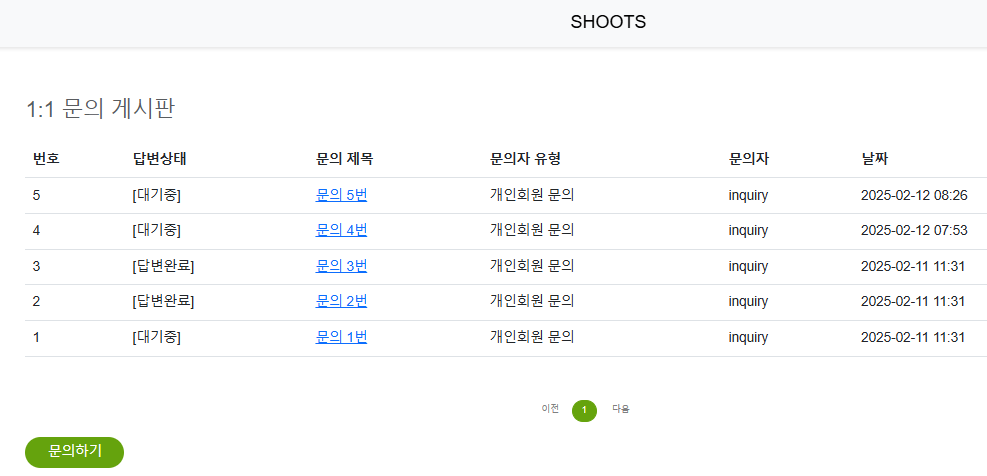 SHOOTS
1:1 문의 게시판
번호 답변상태 문의 제목 문의자 유형 문의자 날짜
5 [대기중] 문의 5번 개인회원 문의 inquiry 2025-02-12 08:26
4 [대기중] 문의 4번 개인회원 문의 inquiry 2025-02-12 07:53
3 [답변완료] 문의 3번 개인회원 문의 inquiry 2025-02-11 11:31
2 [답변완료] 문의 2번 개인회원 문의 inquiry 2025-02-11 11:31
1 [대기중] 문의 1번 개인회원 문의 inquiry 2025-02-11 11:31
이전 1 다음
문의하기